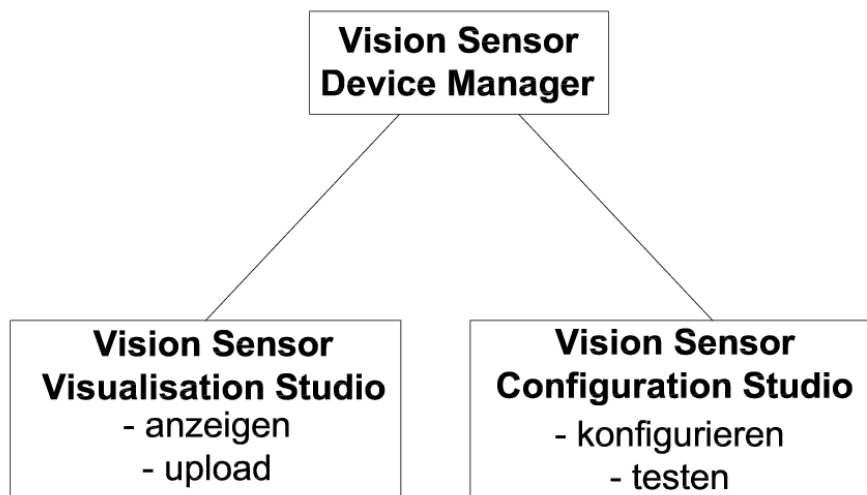 Vision Sensor
Device Manager
Vision Sensor
Visualisation Studio
- anzeigen
- upload
Vision Sensor
Configuration Studio
- konfigurieren
- testen